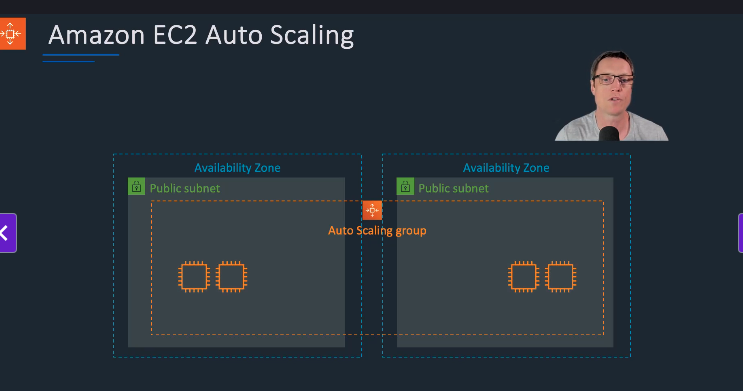 Amazon EC2 Auto Scaling
Availability Zone
Public subnet
Availability Zone
Public subnet
Auto Scaling group